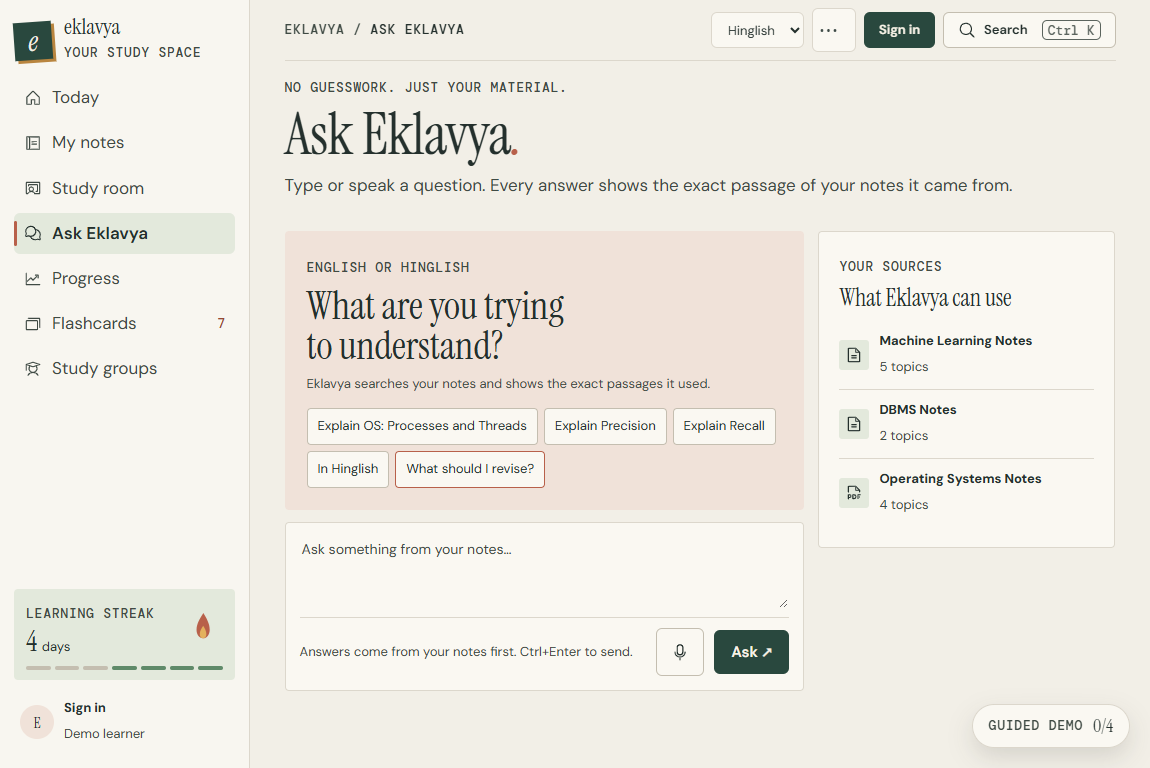 e
eklavya
YOUR STUDY SPACE
Today
My notes
Study room
Ask Eklavya
Progress
Flashcards 7
Study groups
LEARNING STREAK
4 days
E
Sign in
Demo learner
EKLAVYA / ASK EKLAVYA
Hinglish
...
Sign in
Search Ctrl K
NO GUESSWORK. JUST YOUR MATERIAL.
Ask Eklavya.
Type or speak a question. Every answer shows the exact passage of your notes it came from.
ENGLISH OR HINGLISH
What are you trying
to understand?
Eklavya searches your notes and shows the exact passages it used.
Explain OS: Processes and Threads Explain Precision Explain Recall
In Hinglish What should I revise?
Ask something from your notes…
Answers come from your notes first. Ctrl+Enter to send.
Ask ↗
YOUR SOURCES
What Eklavya can use
Machine Learning Notes
5 topics
DBMS Notes
2 topics
PDF
Operating Systems Notes
4 topics
GUIDED DEMO 0/4